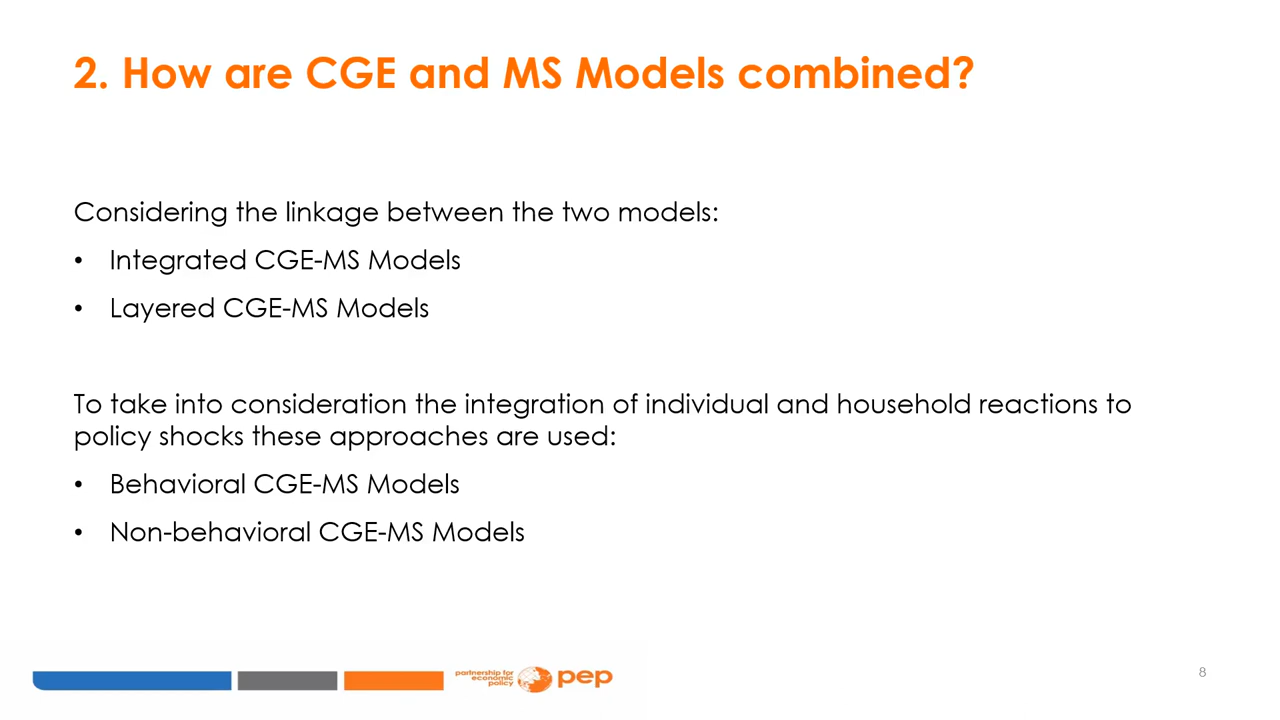 2. How are CGE and MS Models combined?
Considering the linkage between the two models:
• Integrated CGE-MS Models
• Layered CGE-MS Models
To take into consideration the integration of individual and household reactions to
policy shocks these approaches are used:
• Behavioral CGE-MS Models
• Non-behavioral CGE-MS Models
partnership for
economic
policy
pep
8